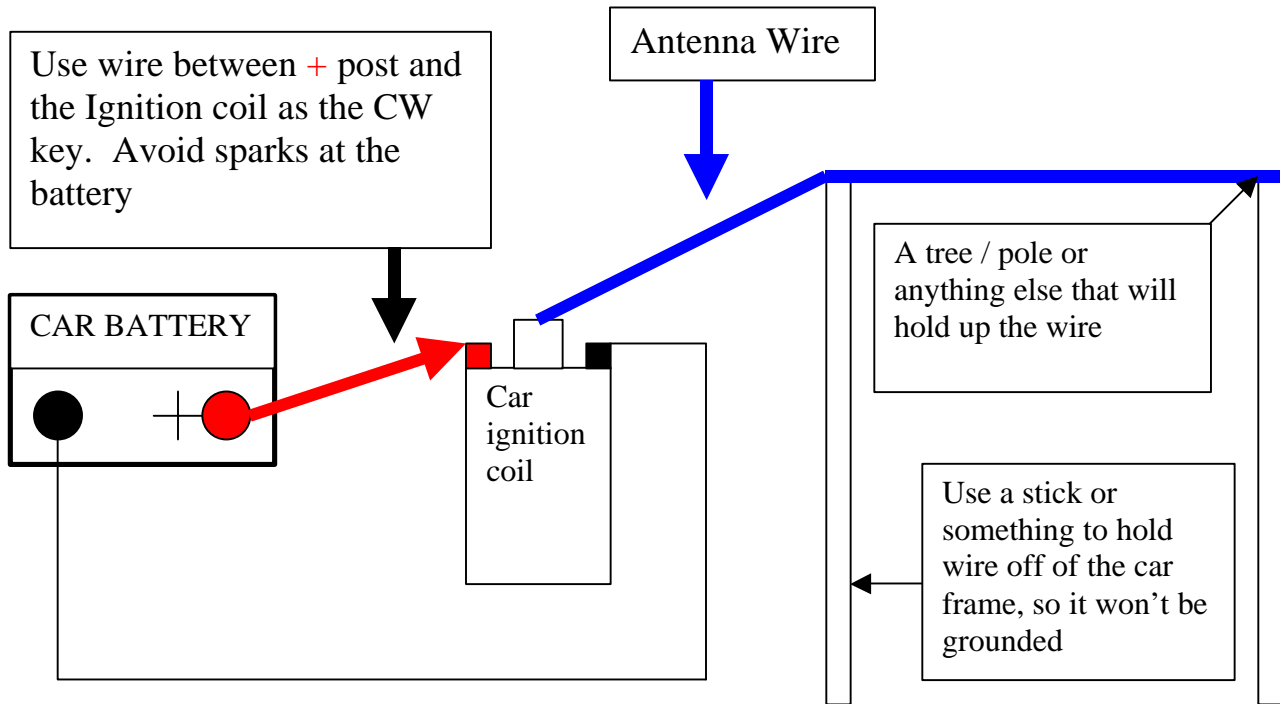 Use wire between + post and
the Ignition coil as the CW
key.  Avoid sparks at the
battery
Antenna Wire
A tree / pole or
anything else that will
hold up the wire
CAR BATTERY
Car
ignition
coil
Use a stick or
something to hold
wire off of the car
frame, so it won’t be
grounded